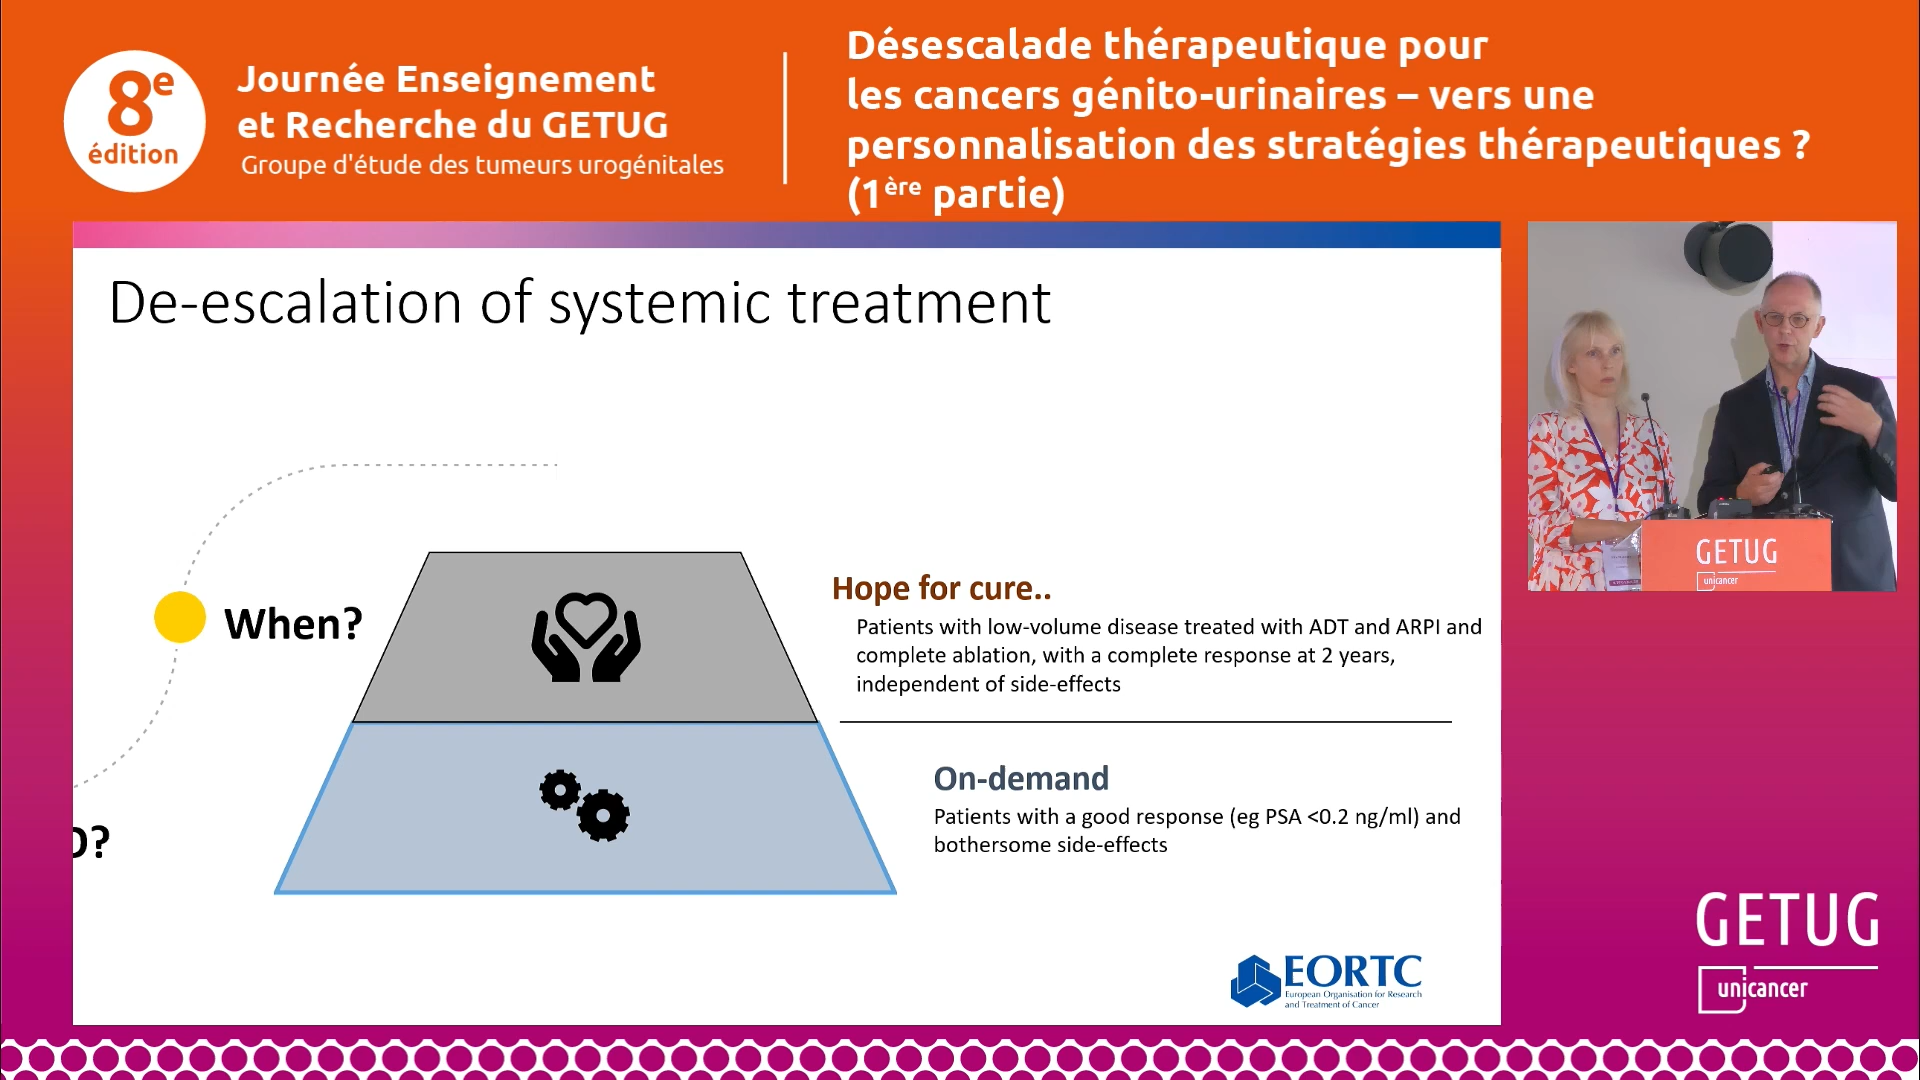 8e
édition
Journée Enseignement
et Recherche du GETUG
Groupe d'étude des tumeurs urogénitales
Désescalade thérapeutique pour
les cancers génito-urinaires – vers une
personnalisation des stratégies thérapeutiques ?
(1ère partie)
De-escalation of systemic treatment
When?
Hope for cure..
Patients with low-volume disease treated with ADT and ARPI and
complete ablation, with a complete response at 2 years,
independent of side-effects
On-demand
Patients with a good response (eg PSA <0.2 ng/ml) and
bothersome side-effects
O?
EORTC
European Organisation for Research
and Treatment of Cancer
GETUG
unicancer
GETUG
unicancer